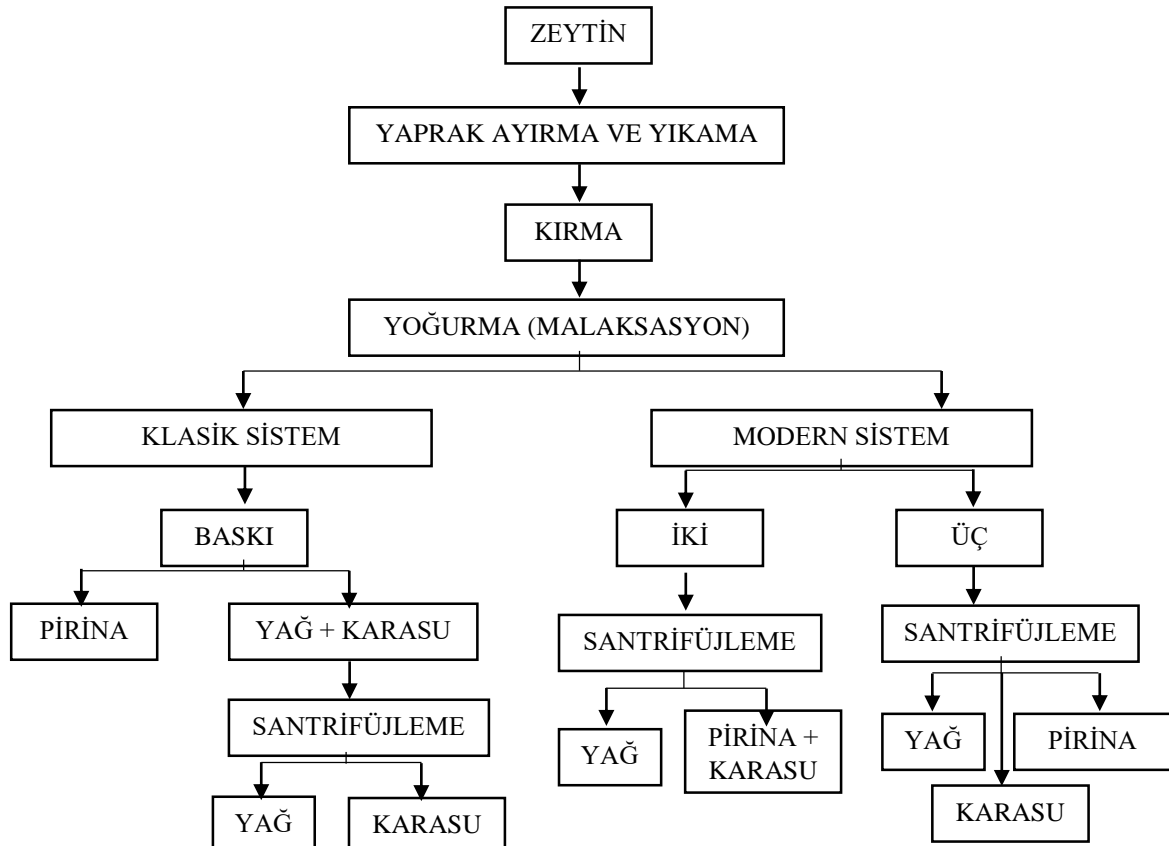 ZEYTİN
YAPRAK AYIRMA VE YIKAMA
KIRMA
YOĞURMA (MALAKSASYON)
KLASİK SİSTEM
MODERN SİSTEM
BASKI
İKİ
ÜÇ
PİRİNA
YAĞ + KARASU
SANTRİFÜJLEME
SANTRİFÜJLEME
SANTRİFÜJLEME
YAĞ
KARASU
YAĞ
PİRİNA +
KARASU
YAĞ
PİRİNA
KARASU